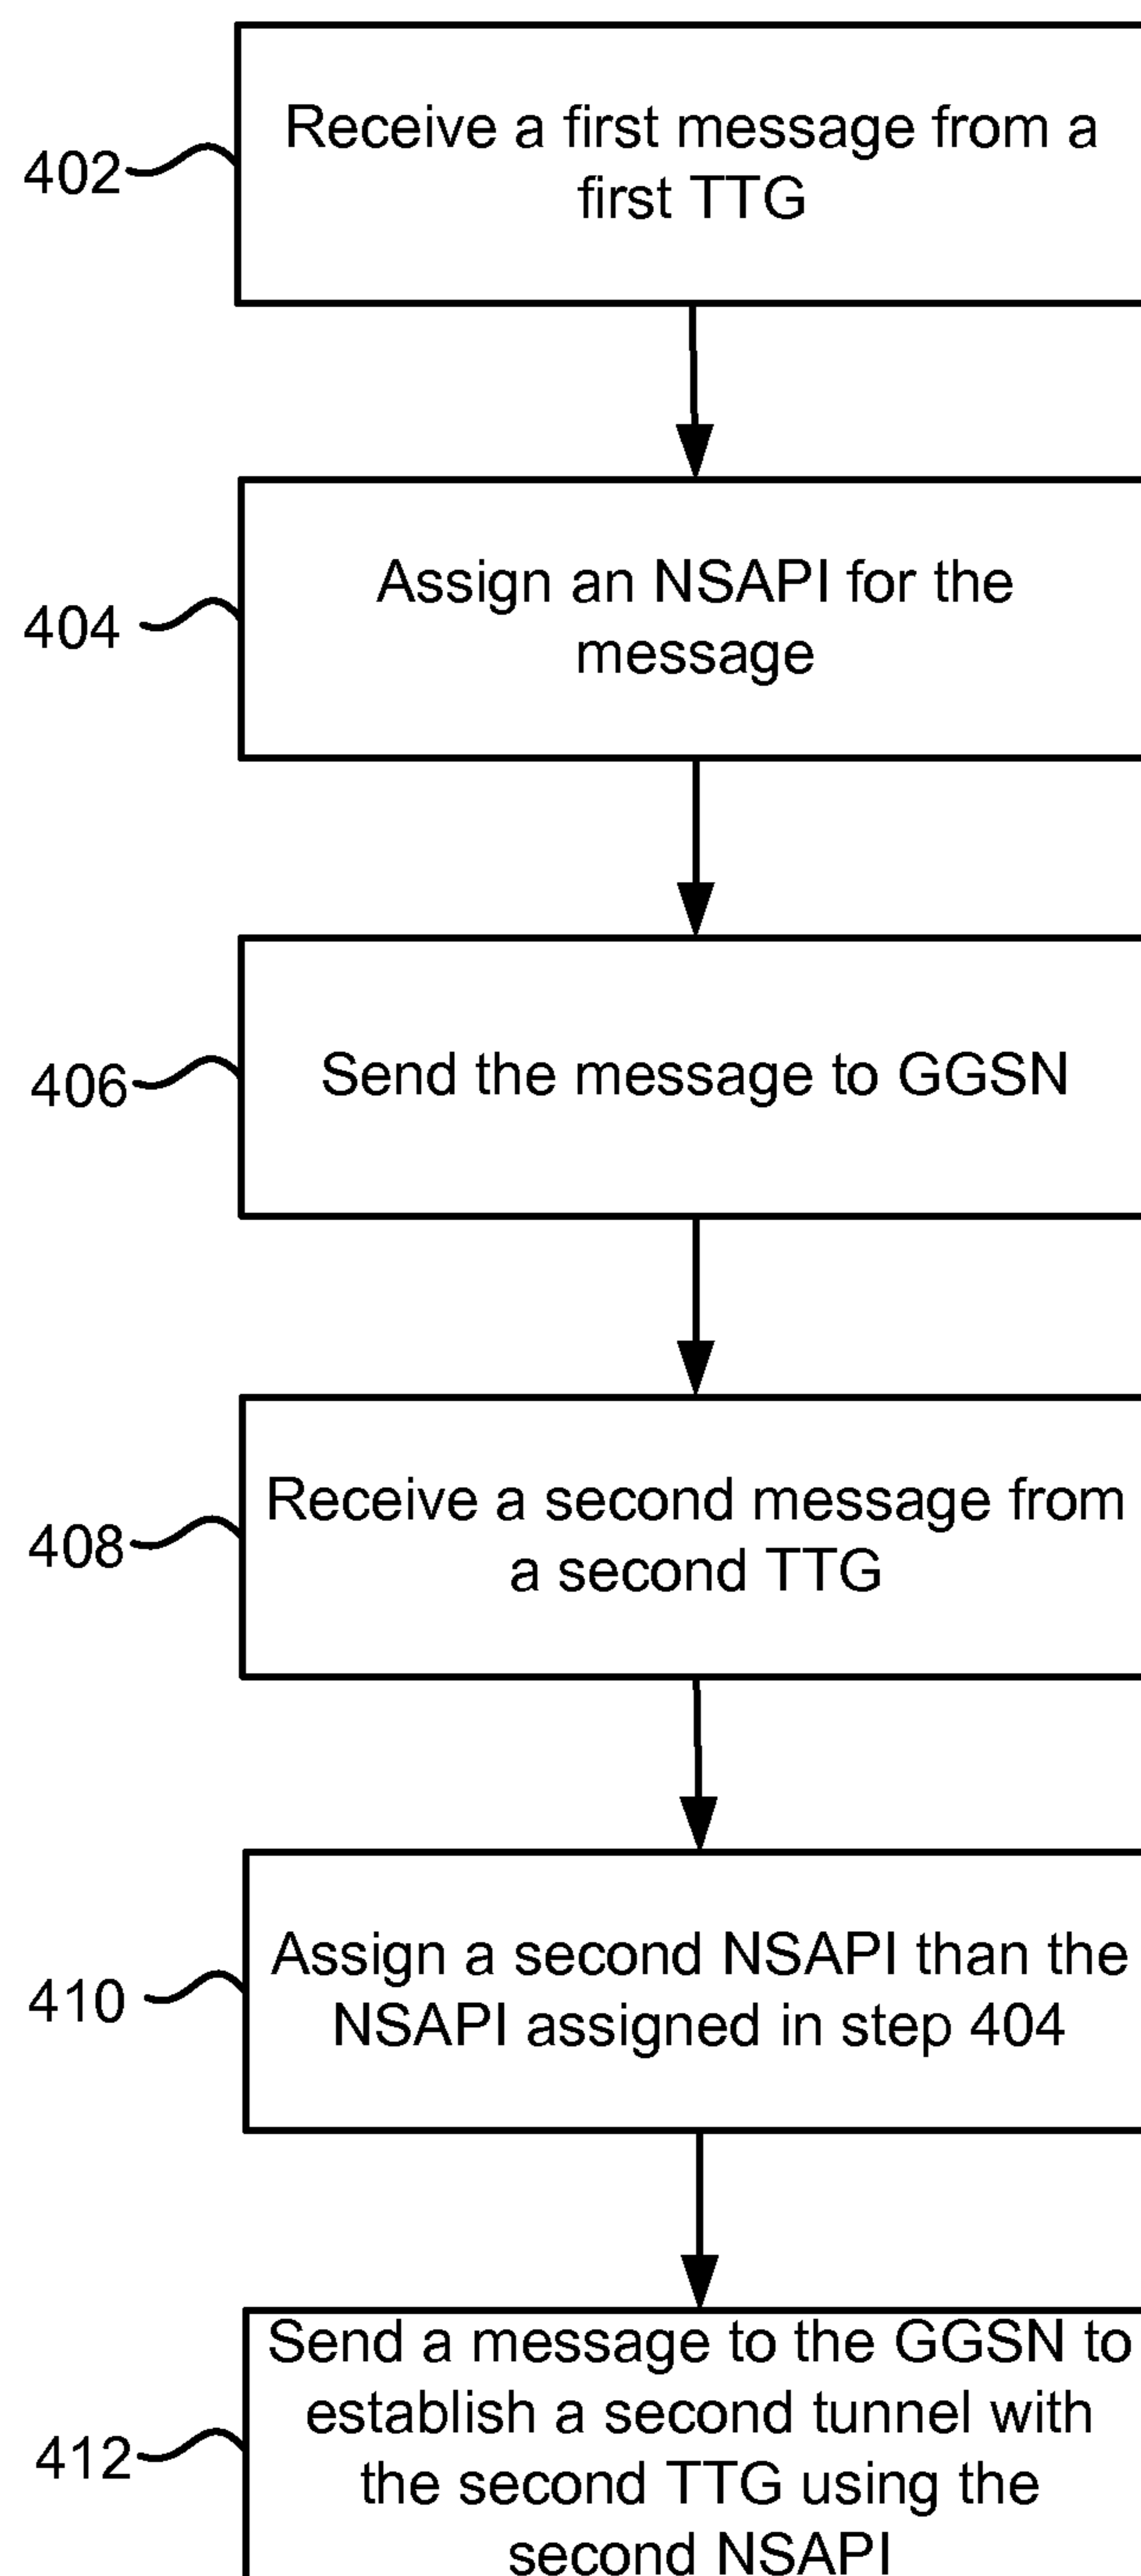 Receive a first message from a
first TTG
402
Assign an NSAPI for the
message
404
Send the message to GGSN
406
Receive a second message from
a second TTG
408
Assign a second NSAPI than the
NSAPI assigned in step 404
410
Send a message to the GGSN to
establish a second tunnel with
the second TTG using the
second NSAPI
412